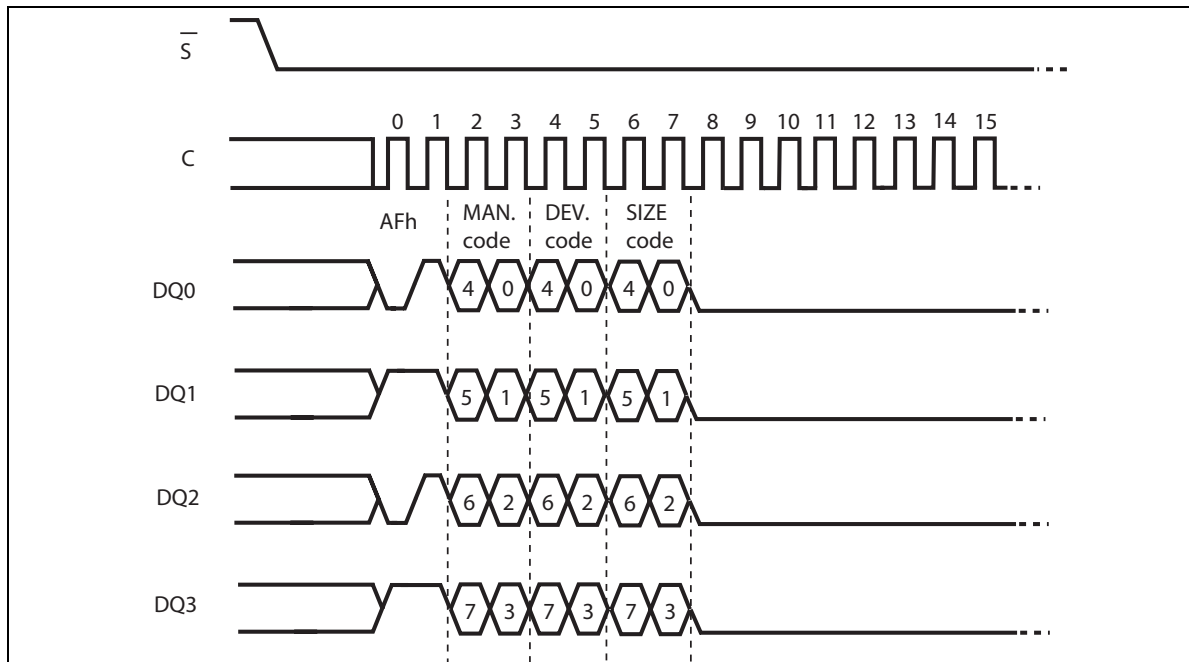 S
0 1 2 3 4 5 6 7 8 9 10 11 12 13 14 15
C
AFh
MAN. code
DEV. code
SIZE code
DQ0
4 0 4 0 4 0
DQ1
5 1 5 1 5 1
DQ2
6 2 6 2 6 2
DQ3
7 3 7 3 7 3